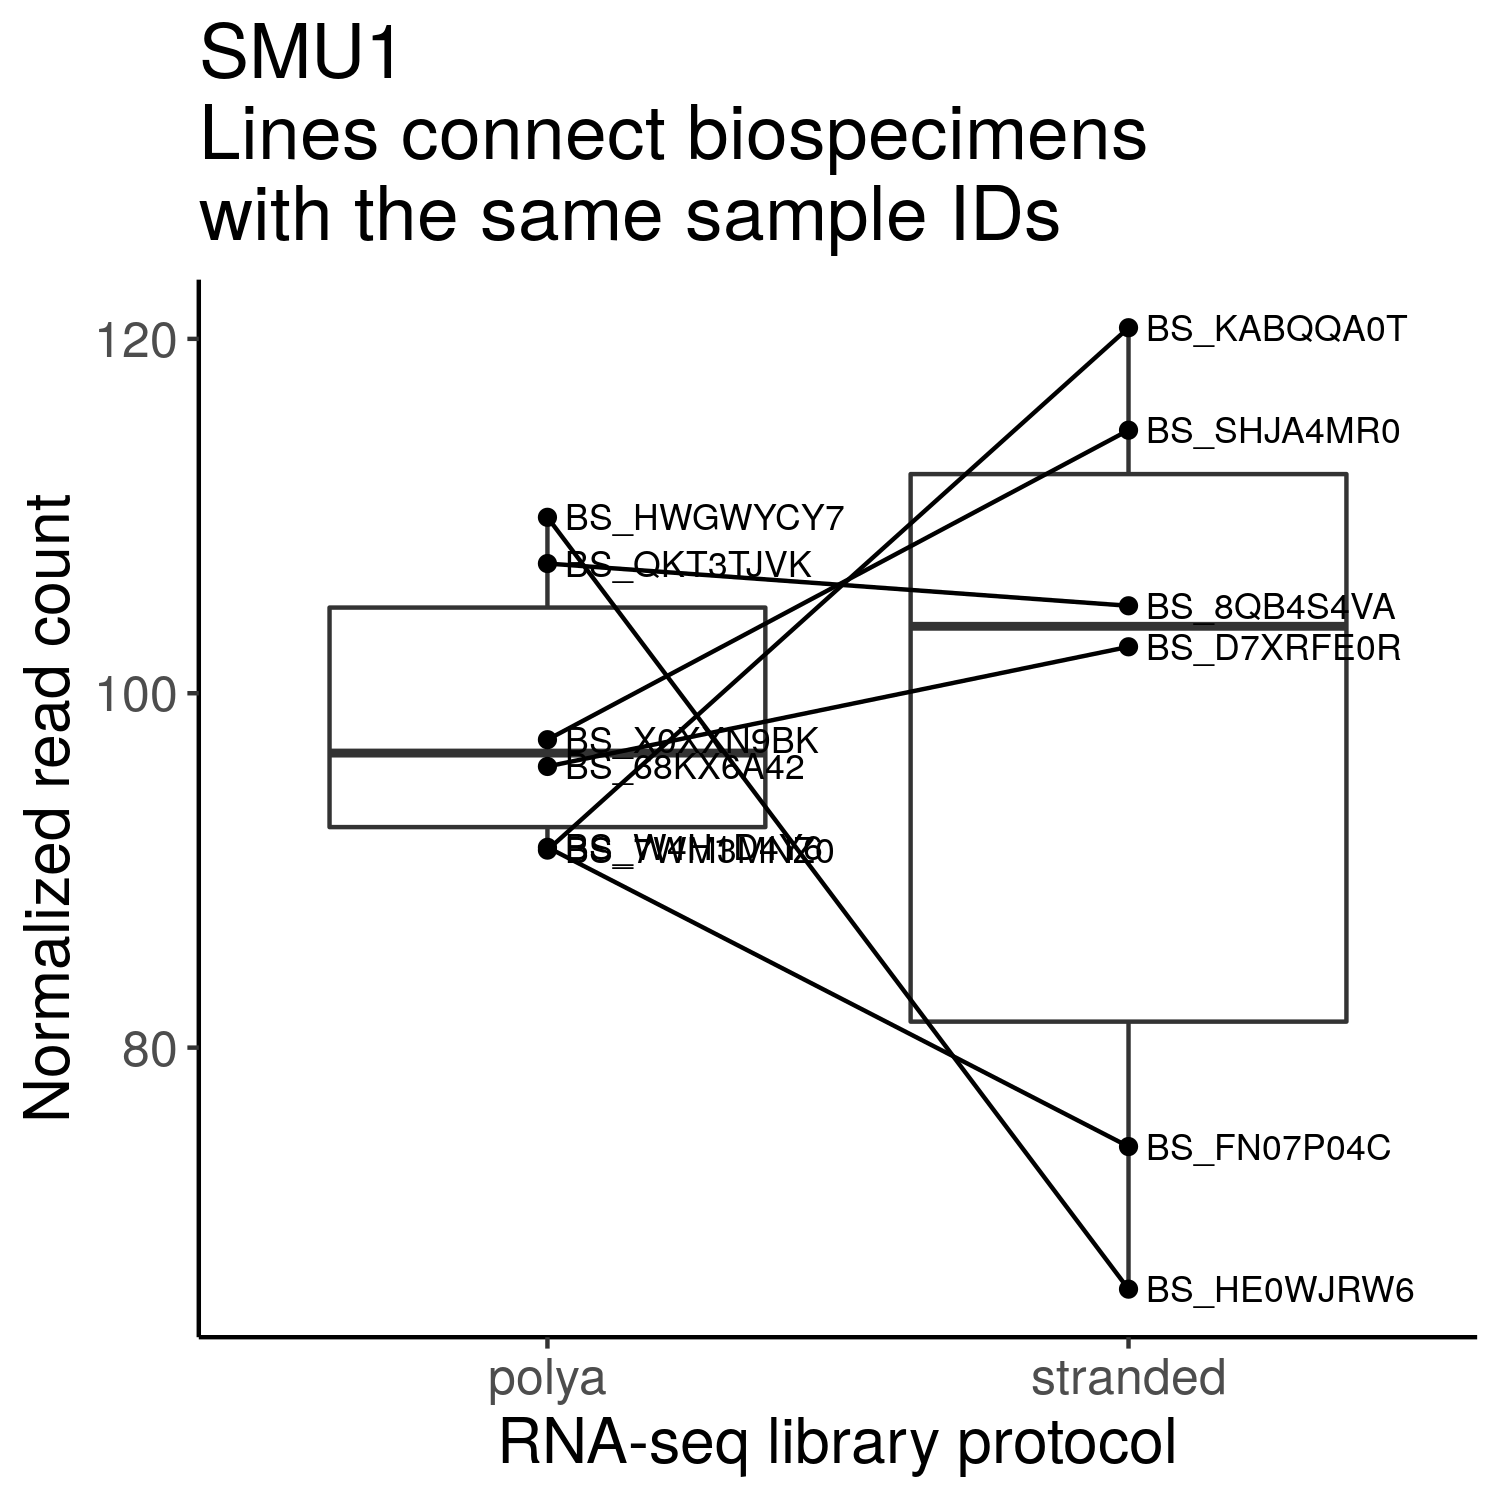 SMU1
Lines connect biospecimens
with the same sample IDs
Normalized read count
120
100
80
BS_KABQQA0T
BS_SHJA4MR0
BS_HWGWYCY7
BS_QKT3TJVK
BS_8QB4S4VA
BS_D7XRFE0R
BS_X0XXN9BK
BS_68KX6A42
BS_FN07P04C
BS_HE0WJRW6
polya
stranded
RNA-seq library protocol